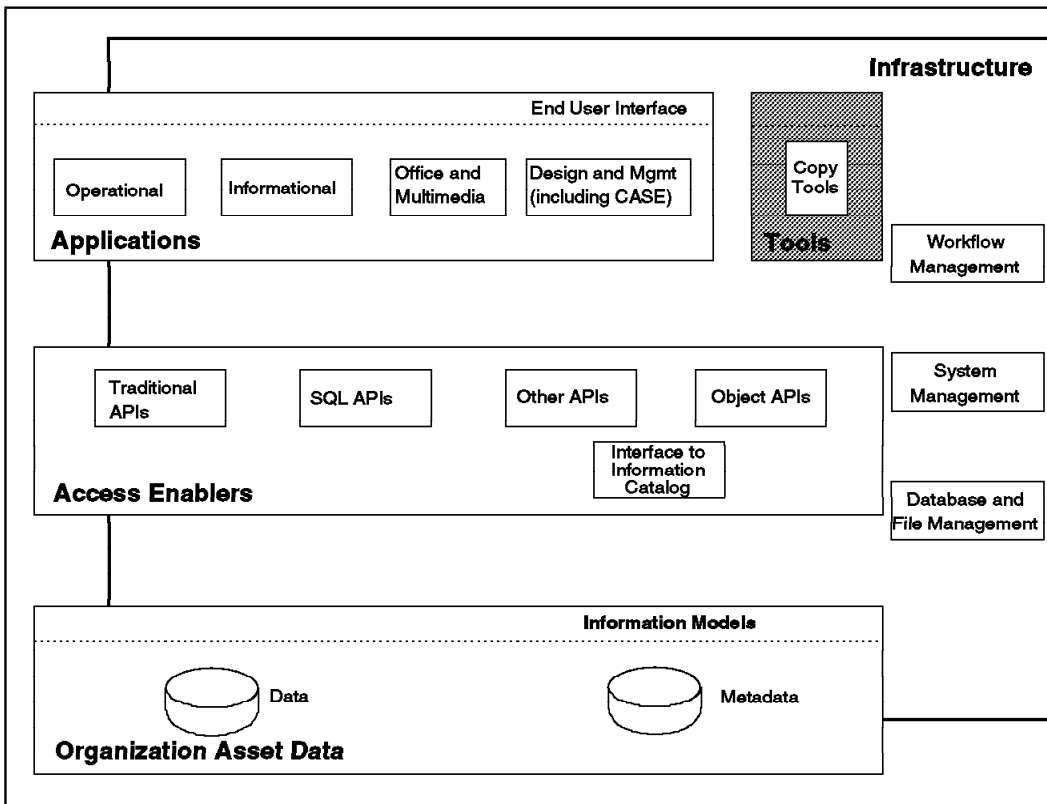 Infrastructure
End User Interface
Operational
Informational
Office and
Multimedia
Design and Mgmt
(including CASE)
Applications
Copy
Tools
Tools
Workflow
Management
Traditional
APIs
SQL APIs
Other APIs
Object APIs
Interface to
Information
Catalog
Access Enablers
System
Management
Database and
File Management
Information Models
Data
Metadata
Organization Asset Data